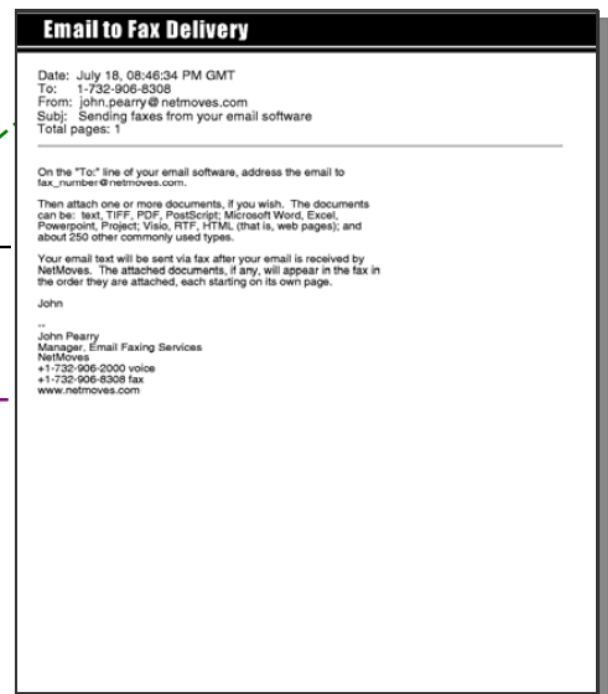 Email to Fax Delivery
Date: July 18, 08:46:34 PM GMT
To: 1-732-906-8308
From: john.pearry@netmoves.com
Subj: Sending faxes from your email software
Total pages: 1
On the "To:" line of your email software, address the email to
fax_number@netmoves.com.
Then attach one or more documents, if you wish. The documents
can be: text, TIFF, PDF, PostScript; Microsoft Word, Excel,
Powerpoint, Project; Visio, RTF, HTML (that is, web pages); and
about 250 other commonly used types.
Your email text will be sent via fax after your email is received by
NetMoves. The attached documents, if any, will appear in the fax in
the order they are attached, each starting on its own page.
John
--
John Pearry
Manager, Email Faxing Services
NetMoves
+1-732-906-2000 voice
+1-732-906-8308 fax
www.netmoves.com